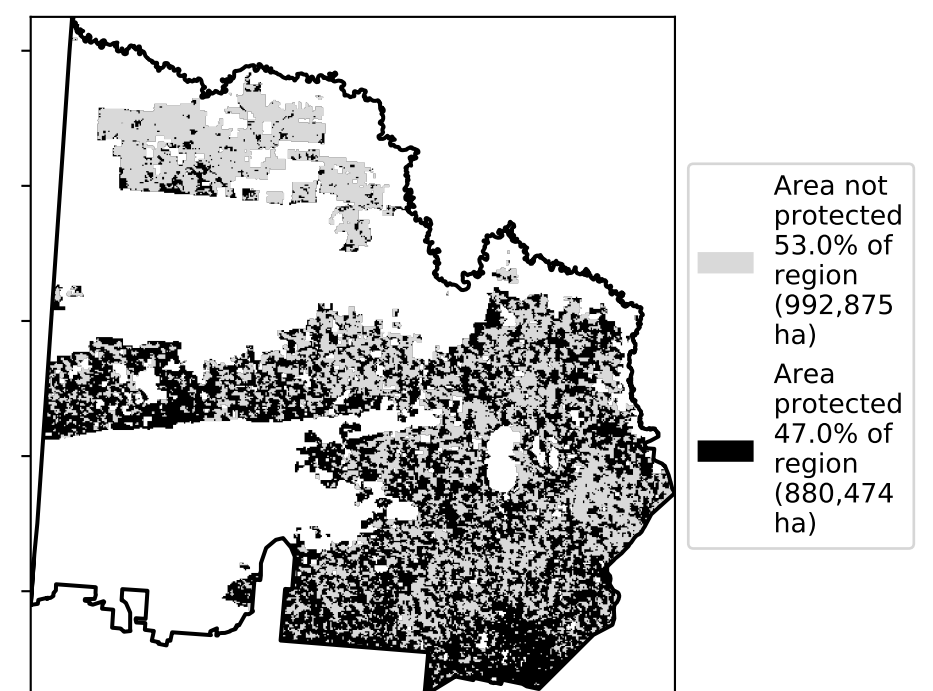 Area not
protected
53.0% of
region
(992,875
ha)
Area
protected
47.0% of
region
(880,474
ha)